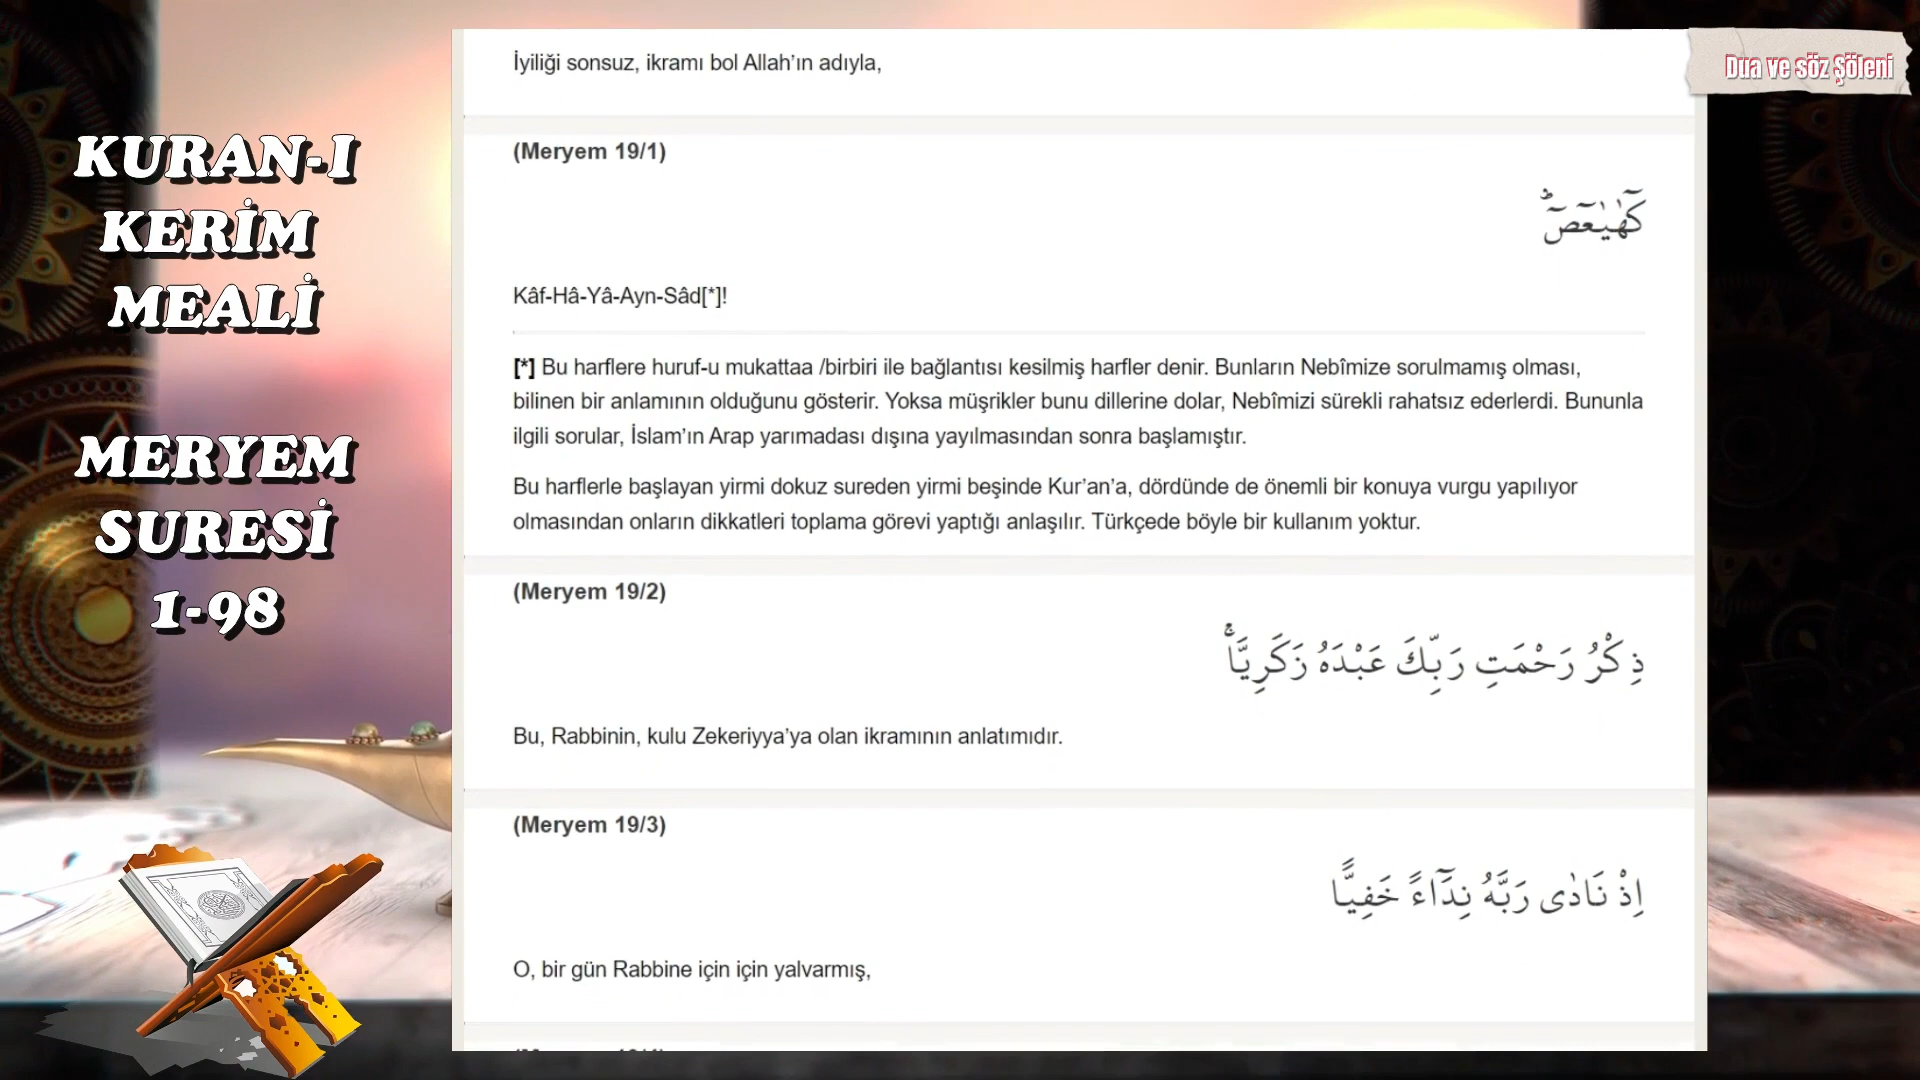 KURAN-I
KERİM
MEALİ
MERYEM
SURESİ
1-98
Dua ve söz Şöleni
İyiliği sonsuz, ikramı bol Allah’ın adıyla,
(Meryem 19/1)
كٓهٰيٰعٓصٓ ۜ
Kâf-Hâ-Yâ-Ayn-Sâd[*]!
[*] Bu harflere huruf-u mukattaa /birbiri ile bağlantısı kesilmiş harfler denir. Bunların Nebîmize sorulmamış olması,
bilinen bir anlamının olduğunu gösterir. Yoksa müşrikler bunu dillerine dolar, Nebîmizi sürekli rahatsız ederlerdi. Bununla
ilgili sorular, İslam’ın Arap yarımadası dışına yayılmasından sonra başlamıştır.
Bu harflerle başlayan yirmi dokuz sureden yirmi beşinde Kur’an’a, dördünde de önemli bir konuya vurgu yapılıyor
olmasından onların dikkatleri toplama görevi yaptığı anlaşılır. Türkçede böyle bir kullanım yoktur.
(Meryem 19/2)
ذِكْرُ رَحْمَتِ رَبِّكَ عَبْدَهُ زَكَرِيَّاۚ
Bu, Rabbinin, kulu Zekeriyya’ya olan ikramının anlatımıdır.
(Meryem 19/3)
اِذْ نَادٰى رَبَّهُ نِدَٓاءً خَفِيًّا
O, bir gün Rabbine için için yalvarmış,